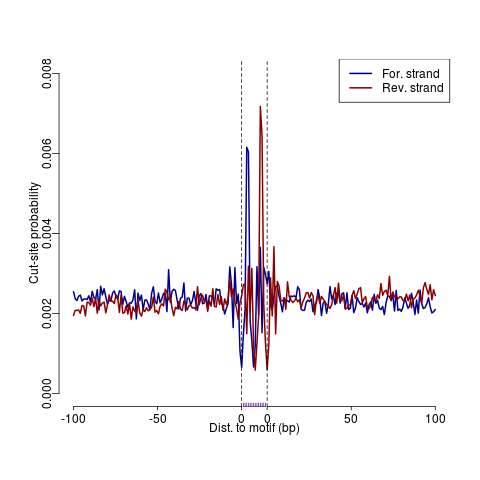 For. strand
Rev. strand
Cut-site probability
0.008
0.006
0.004
0.002
0.000
-100 -50 0 0 50 100
Dist. to motif (bp)